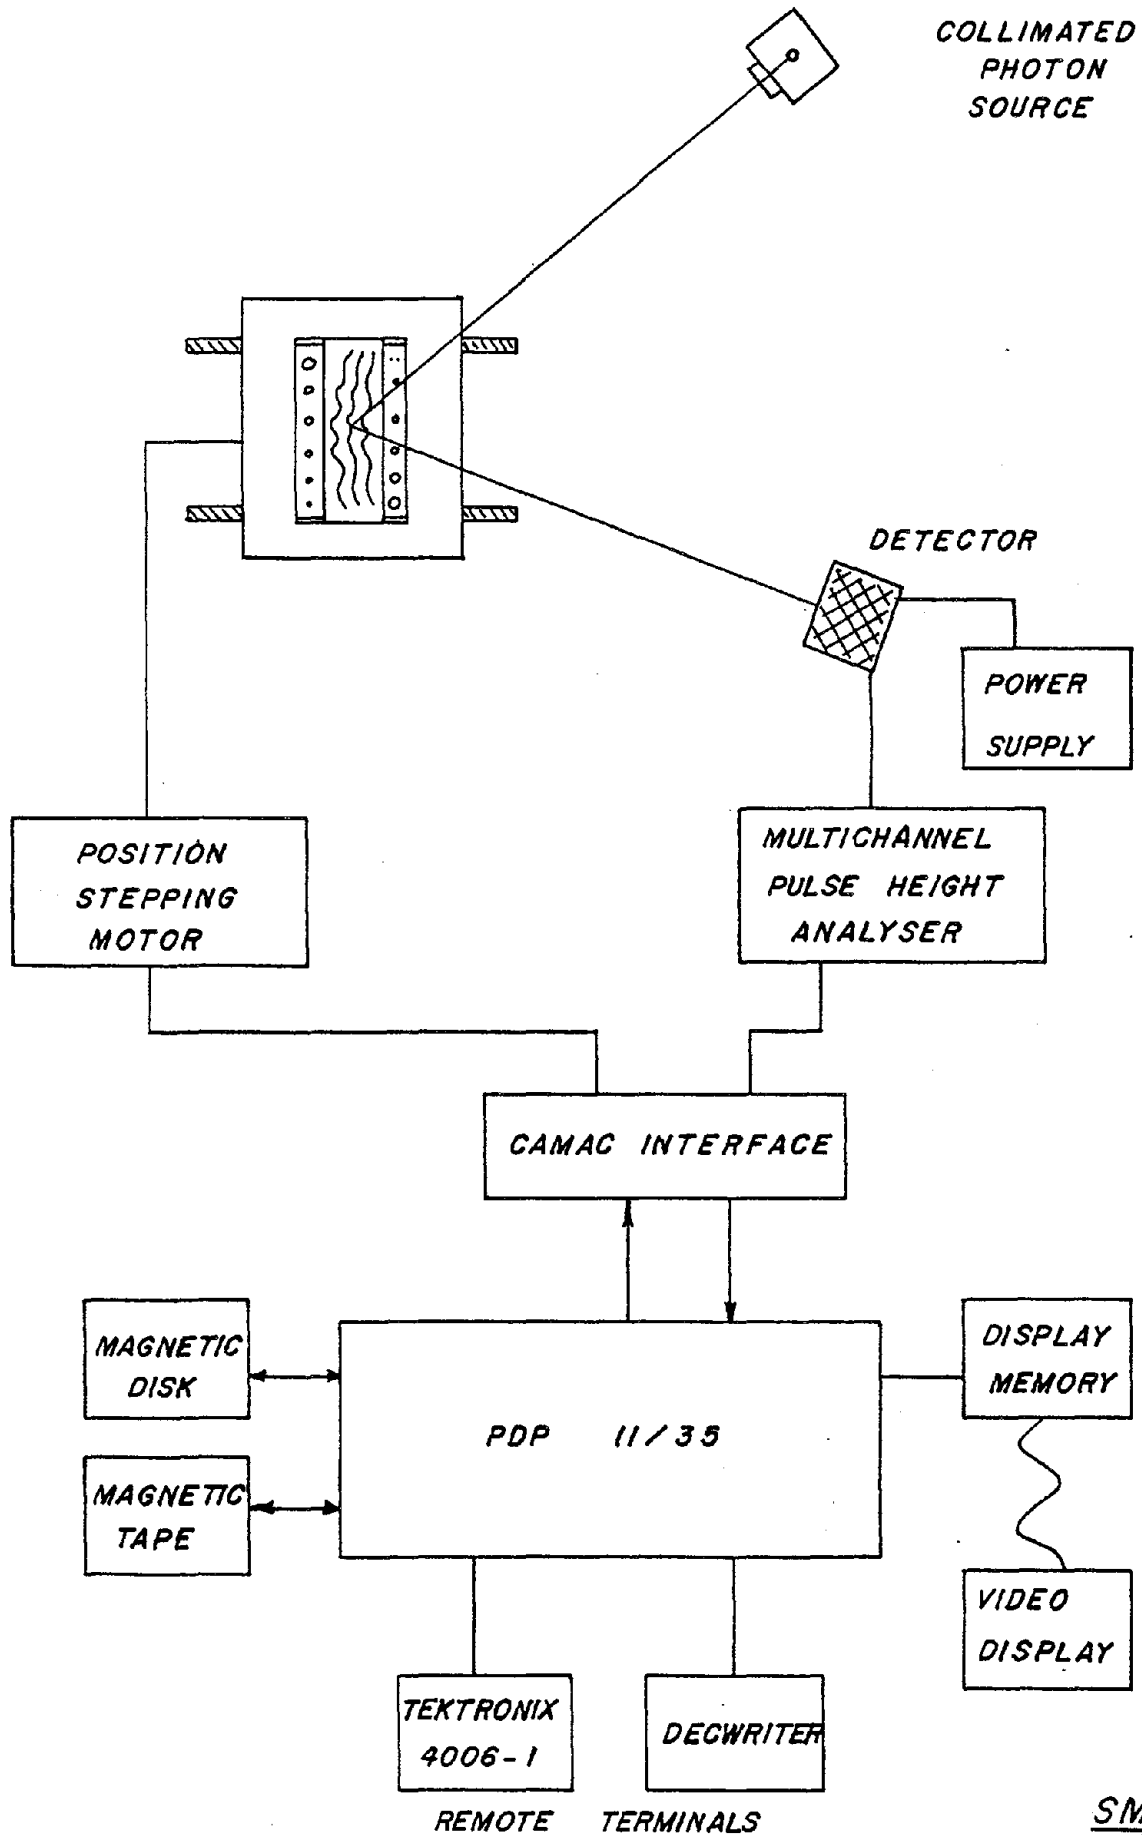 COLLIMATED
PHOTON
SOURCE
DETECTOR
POWER
SUPPLY
POSITION
STEPPING
MOTOR
MULTICHANNEL
PULSE HEIGHT
ANALYSER
CAMAC INTERFACE
MAGNETIC
DISK
DISPLAY
MEMORY
PDP 11/35
MAGNETIC
TAPE
VIDEO
DISPLAY
TEKTRONIX
4006-1
DECWRITER
REMOTE TERMINALS
SM